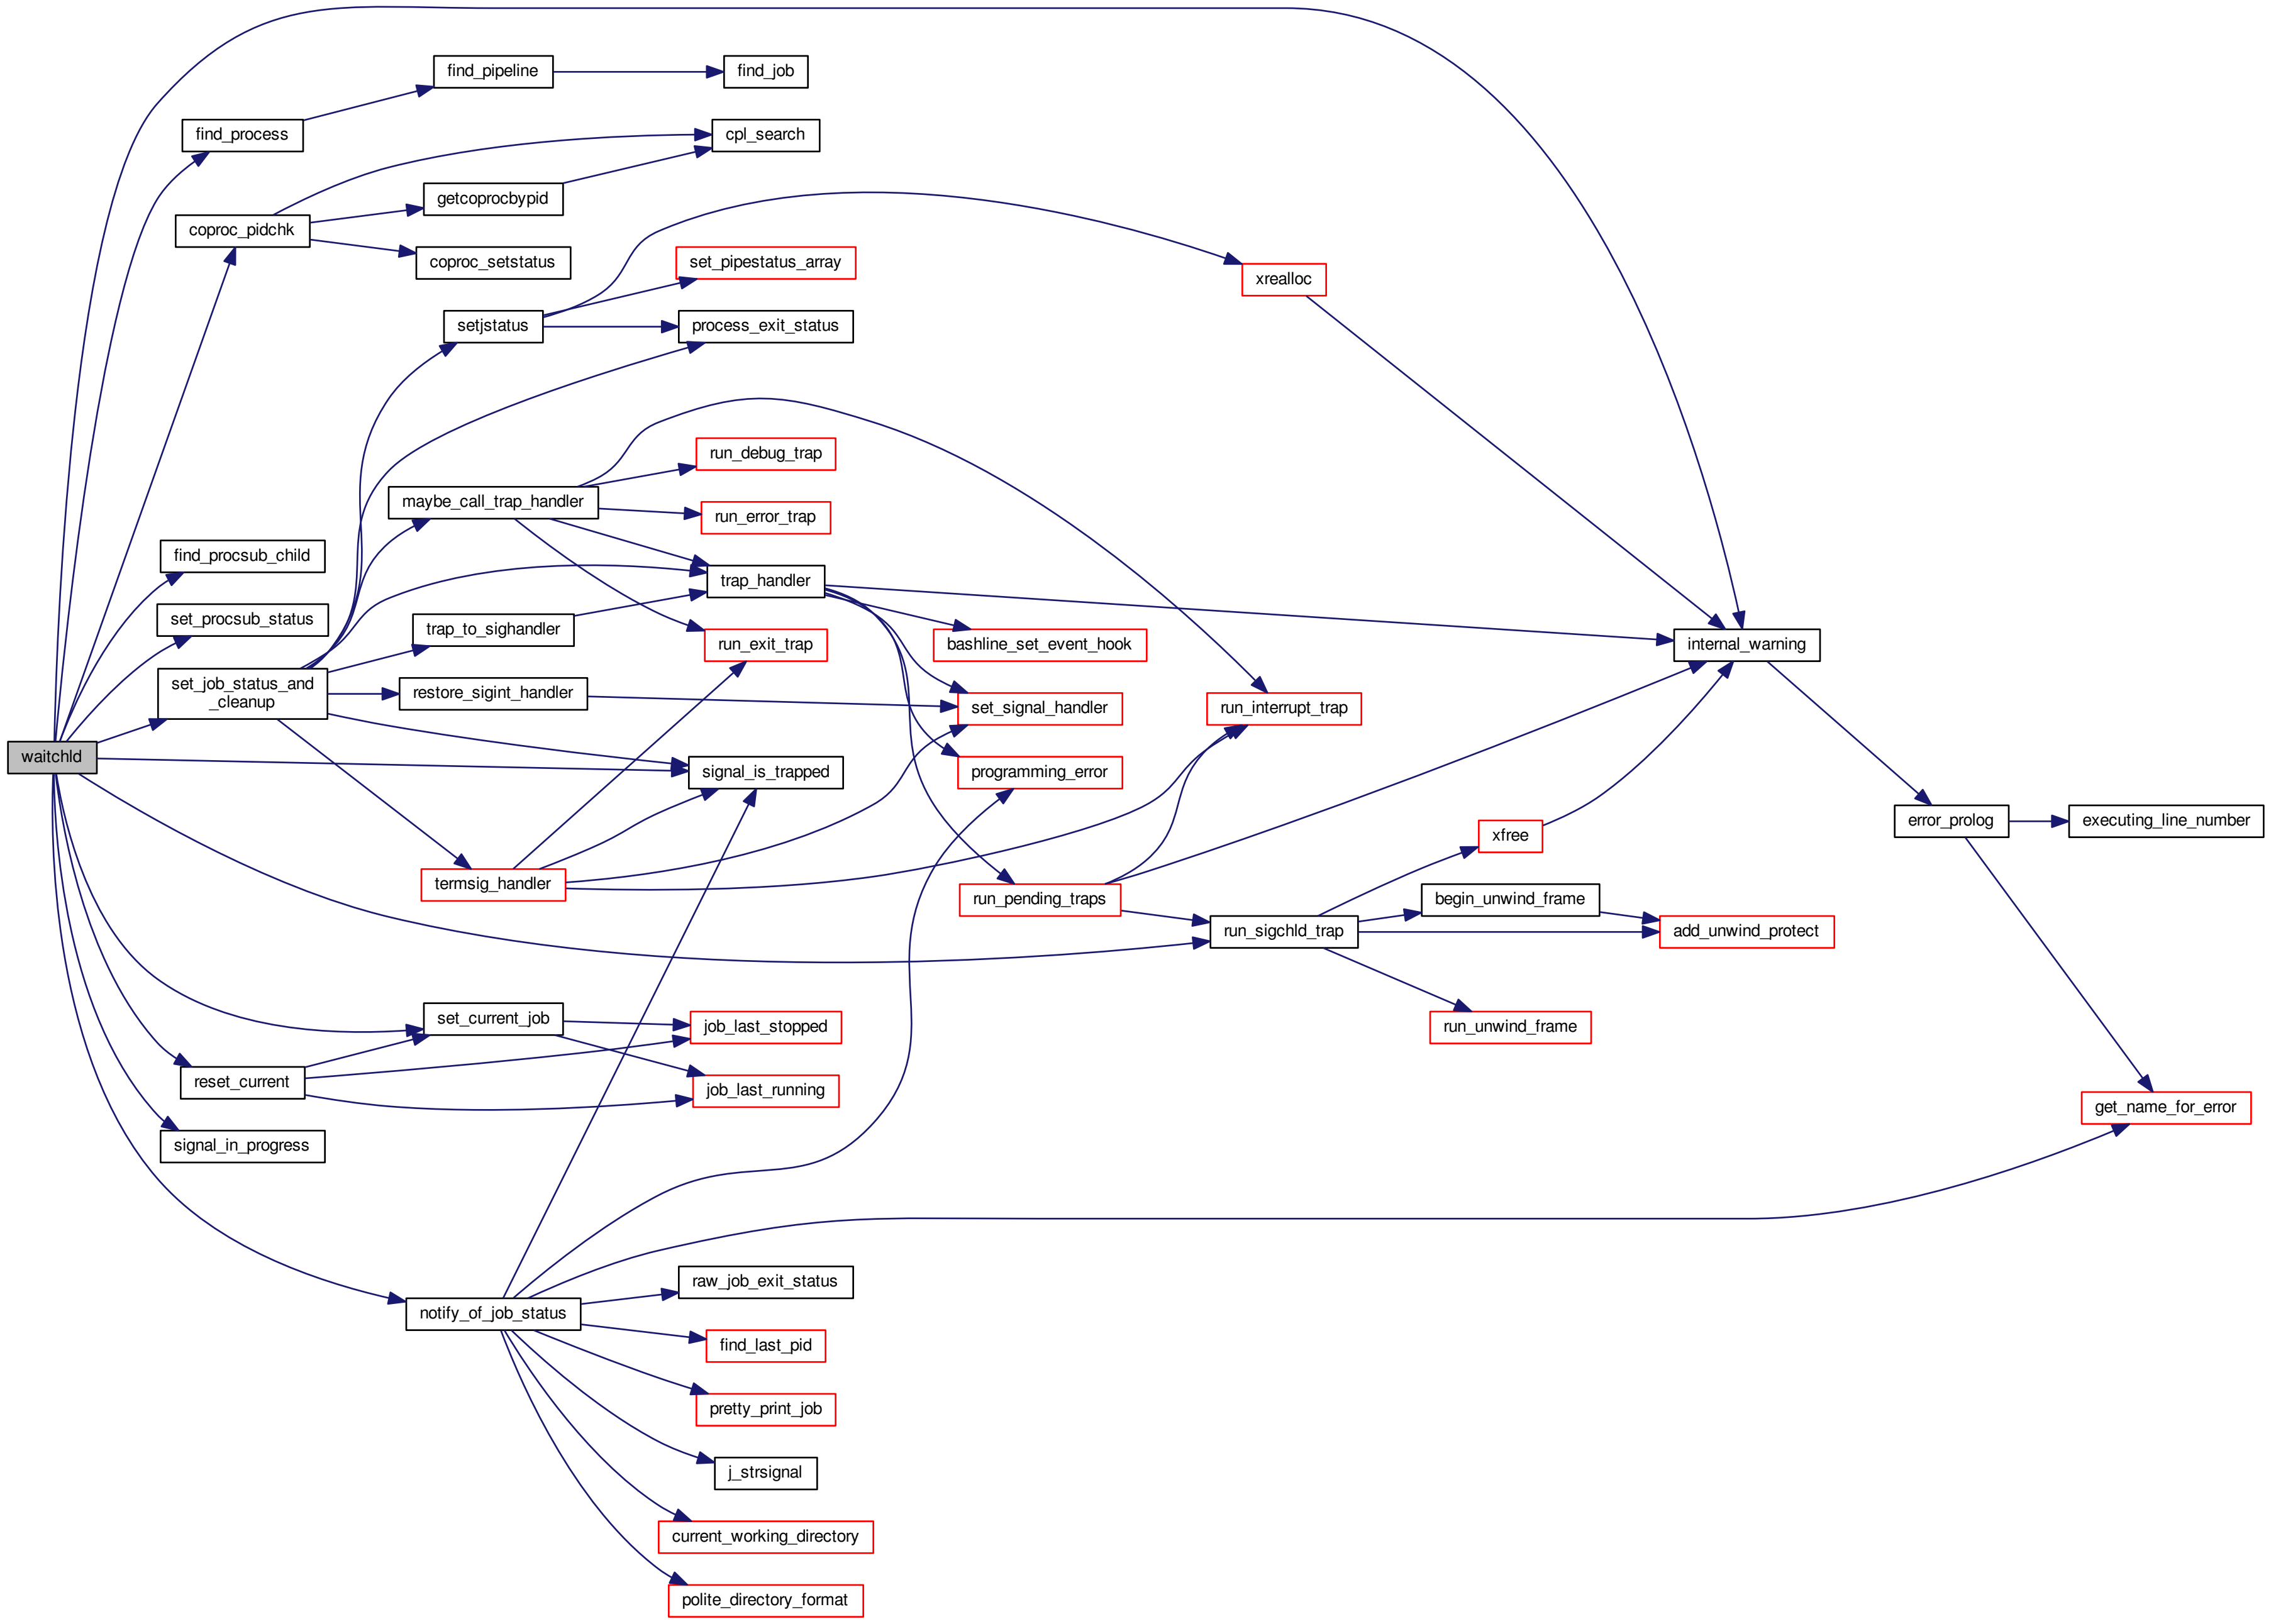 find_pipeline
find_job
find_process
cpl_search
getcoprocbypid
coproc_pidchk
coproc_setstatus
set_pipestatus_array
xrealloc
setjstatus
process_exit_status
run_debug_trap
maybe_call_trap_handler
run_error_trap
find_procsub_child
trap_handler
set_procsub_status
trap_to_sighandler
run_exit_trap
bashline_set_event_hook
internal_warning
set_job_status_and
_cleanup
restore_sigint_handler
set_signal_handler
run_interrupt_trap
waitchld
signal_is_trapped
programming_error
error_prolog
executing_line_number
xfree
termsig_handler
run_pending_traps
begin_unwind_frame
run_sigchld_trap
add_unwind_protect
set_current_job
job_last_stopped
run_unwind_frame
reset_current
job_last_running
get_name_for_error
signal_in_progress
raw_job_exit_status
notify_of_job_status
find_last_pid
pretty_print_job
j_strsignal
current_working_directory
polite_directory_format